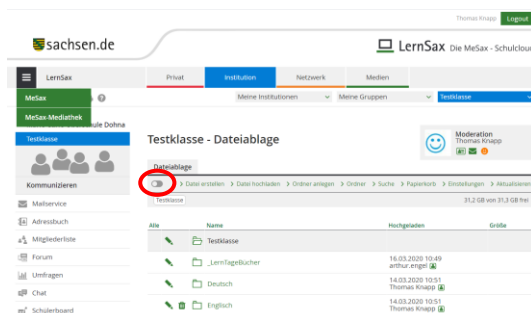 Thomas Knapp Logout
sachsen.de
LernSax Die MeSax - Schulcloud
LernSax Privat Institution Netzwerk Medien
MeSax Meine Institutionen Meine Gruppen Testklasse
MeSax-Mediathek
ule Dohna
Testklasse
Testklasse - Dateiablage
Moderation
Thomas Knapp
Dateiablage
Kommunizieren
> Datei erstellen > Datei hochladen > Ordner anlegen > Ordner > Suche > Papierkorb > Einstellungen > Aktualisieren
Mailservice
Testklasse 31,2 GB von 31,3 GB frei
Adressbuch
Mitgliederliste
Forum
Umfragen
Chat
Schülerboard
Alle Name Hochgeladen Größe
Testklasse
_LernTageBücher 16.03.2020 10:49
arthur.engel
Deutsch 14.03.2020 10:51
Thomas Knapp
Englisch 14.03.2020 10:51
Thomas Knapp